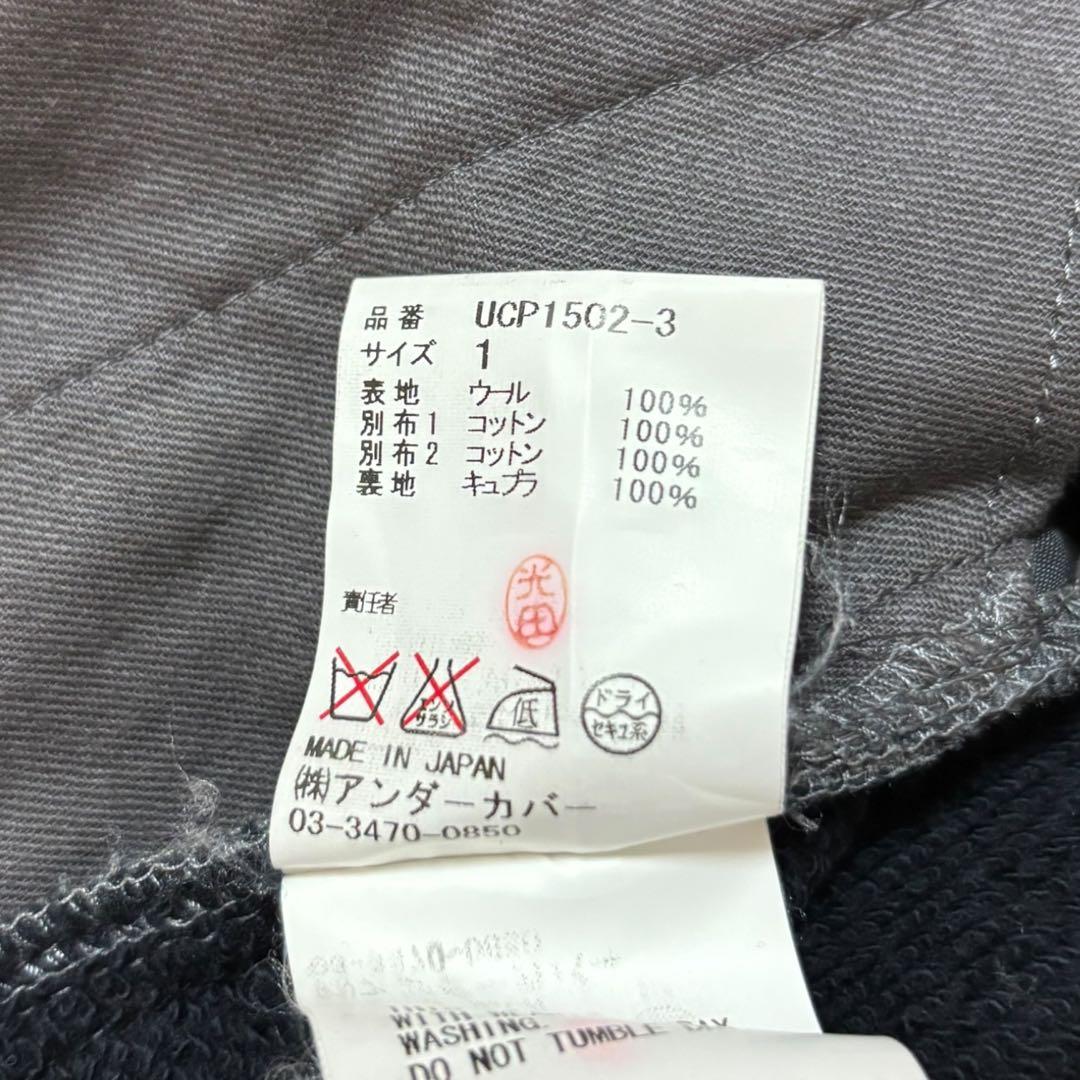 品番 UCP1502-3
サイズ 1
表地 ウール 100%
別布1 コットン 100%
別布2 コットン 100%
裏地 キュプラ 100%
責任者
光田
エンソ
サラシ
低
ドライ
セキユ系
MADE IN JAPAN
(株)アンダーカバー
03-3470-0850
WITH
WASHING.
DO NOT TUMBLE
DO NOT